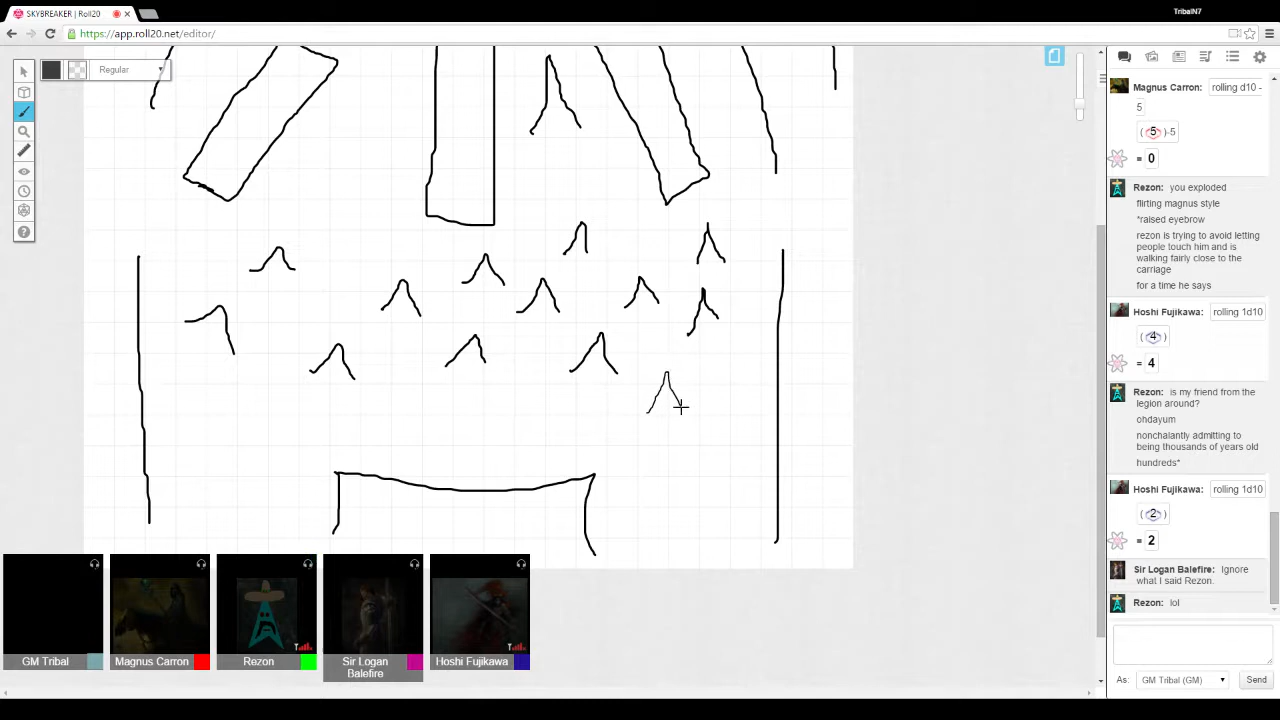 TribalN7
SKYBREAKER | Roll20
https://app.roll20.net/editor/
Regular
Magnus Carron:
rolling d10 -
5
( 5 )-5
= 0
Rezon: you exploded
flirting magnus style
*raised eyebrow
rezon is trying to avoid letting
people touch him and is
walking fairly close to the
carriage
for a time he says
Hoshi Fujikawa: rolling 1d10
( 4 )
= 4
Rezon: is my friend from the
legion around?
ohdayum
nonchalantly admitting to
being thousands of years old
hundreds*
Hoshi Fujikawa: rolling 1d10
( 2 )
= 2
Sir Logan Balefire: Ignore
what I said Rezon.
Rezon: lol
As: GM Tribal (GM) Send
GM Tribal
Magnus Carron
Rezon
Sir Logan
Balefire
Hoshi Fujikawa